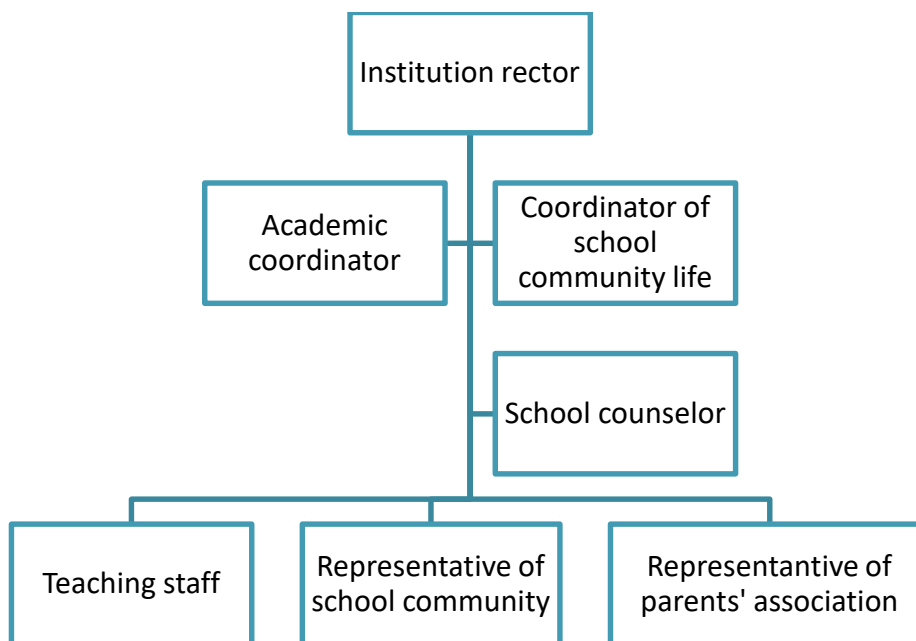 Institution rector
Academic
coordinator
Coordinator of
school
community life
School counselor
Teaching staff
Representative of
school community
Representantive of
parents' association